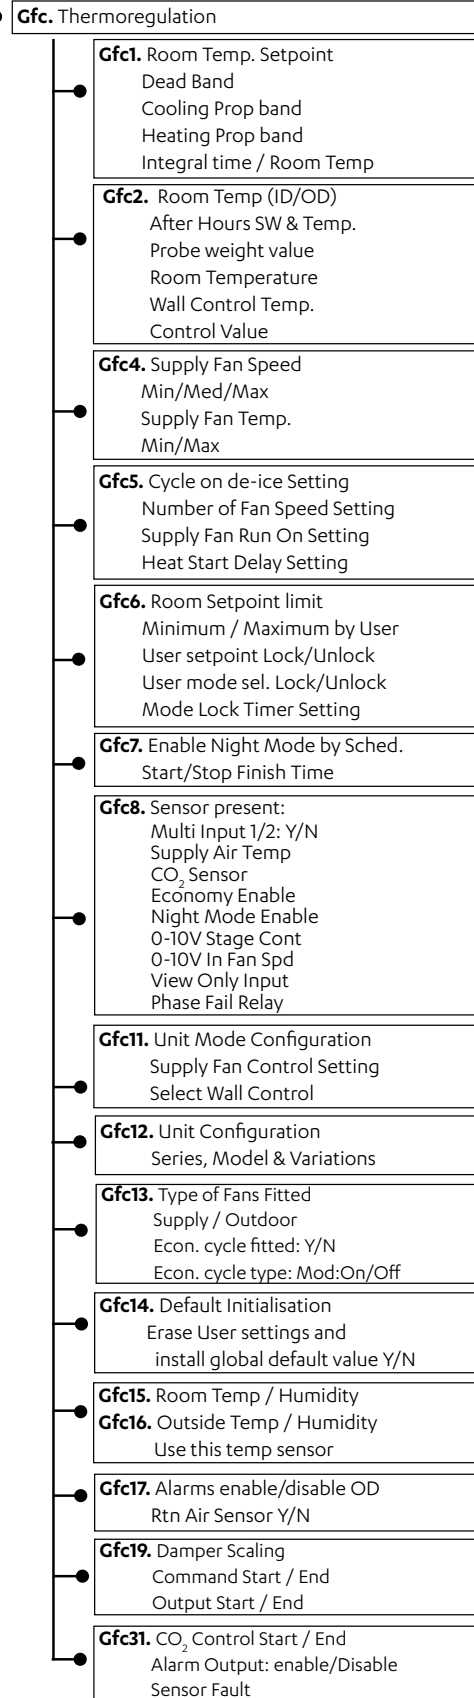 Gfc. Thermoregulation
Gfc1. Room Temp. Setpoint
Dead Band
Cooling Prop band
Heating Prop band
Integral time / Room Temp
Gfc2. Room Temp (ID/OD)
After Hours SW & Temp.
Probe weight value
Room Temperature
Wall Control Temp.
Control Value
Gfc4. Supply Fan Speed
Min/Med/Max
Supply Fan Temp.
Min/Max
Gfc5. Cycle on de-ice Setting
Number of Fan Speed Setting
Supply Fan Run On Setting
Heat Start Delay Setting
Gfc6. Room Setpoint limit
Minimum / Maximum by User
User setpoint Lock/Unlock
User mode sel. Lock/Unlock
Mode Lock Timer Setting
Gfc7. Enable Night Mode by Sched.
Start/Stop Finish Time
Gfc8. Sensor present:
Multi Input 1/2: Y/N
Supply Air Temp
CO2 Sensor
Economy Enable
Night Mode Enable
0-10V Stage Cont
0-10V In Fan Spd
View Only Input
Phase Fail Relay
Gfc11. Unit Mode Configuration
Supply Fan Control Setting
Select Wall Control
Gfc12. Unit Configuration
Series, Model & Variations
Gfc13. Type of Fans Fitted
Supply / Outdoor
Econ. cycle fitted: Y/N
Econ. cycle type: Mod:On/Off
Gfc14. Default Initialisation
Erase User settings and
install global default value Y/N
Gfc15. Room Temp / Humidity
Gfc16. Outside Temp / Humidity
Use this temp sensor
Gfc17. Alarms enable/disable OD
Rtn Air Sensor Y/N
Gfc19. Damper Scaling
Command Start / End
Output Start / End
Gfc31. CO2 Control Start / End
Alarm Output: enable/Disable
Sensor Fault